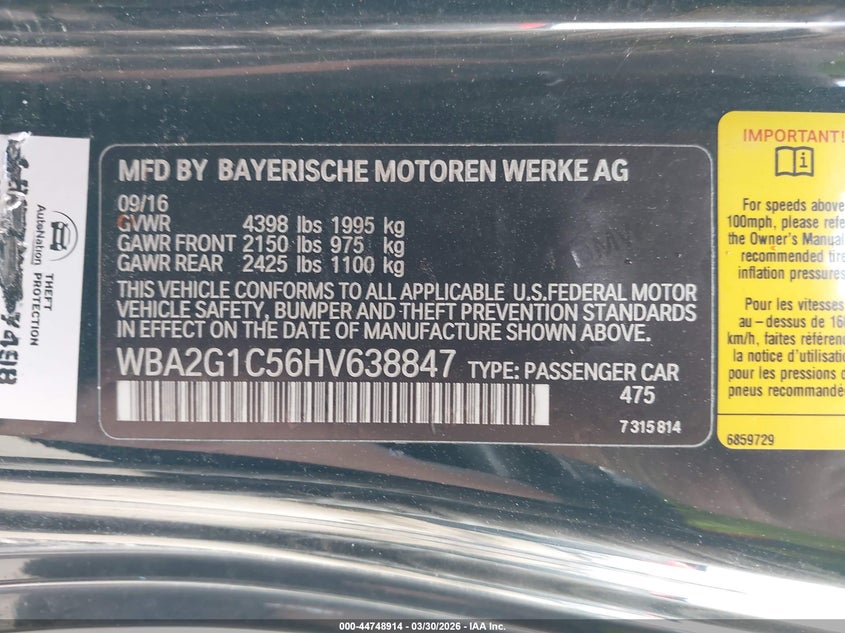 MFD BY BAYERISCHE MOTOREN WERKE AG
09/16
GVWR 4398 lbs 1995 kg
GAWR FRONT 2150 lbs 975 kg
GAWR REAR 2425 lbs 1100 kg
THIS VEHICLE CONFORMS TO ALL APPLICABLE U.S.FEDERAL MOTOR
VEHICLE SAFETY, BUMPER AND THEFT PREVENTION STANDARDS
IN EFFECT ON THE DATE OF MANUFACTURE SHOWN ABOVE.
WBA2G1C56HV638847 TYPE: PASSENGER CAR
475
7315814
AutoNation
THEFT
PROTECTION
IMPORTANT!
For speeds above
100mph, please refe
the Owner's Manual
recommended tire
inflation pressures
Pour les vitesses
au – dessus de 160
km/h, faites référenc
la notice d'utilisatio
pour les pressions d
pneus recommandé
6859729
000-44748914 - 03/30/2026 - IAA Inc.